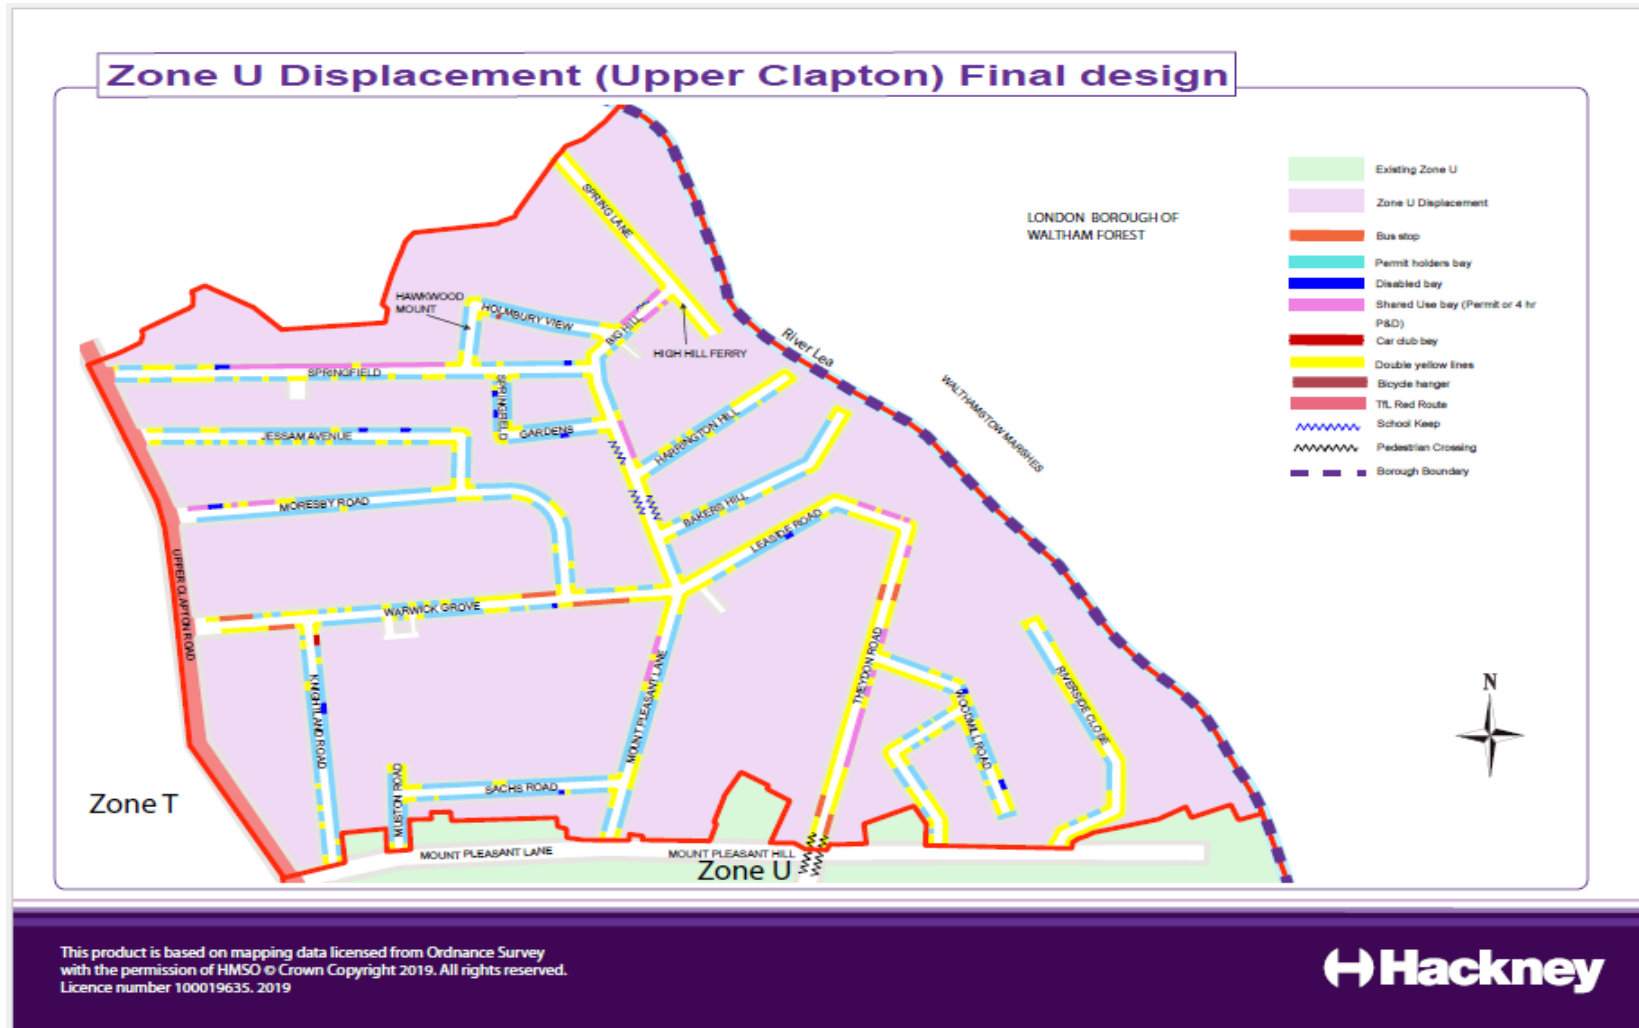 Zone U Displacement (Upper Clapton) Final design
SPRING LANE
LONDON BOROUGH OF
WALTHAM FOREST
Existing Zone U
Zone U Displacement
Bus stop
Permit holders bay
Disabled bay
Shared Use bay (Permit or 4 hr
P&D)
Car club bay
Double yellow lines
Bicycle hanger
TfL Red Route
School Keep
Pedestrian Crossing
Borough Boundary
HAWKWOOD
MOUNT
HOLMBURY VIEW
BIG HILL
HIGH HILL FERRY
River Lea
WALTHAMSTOW MARSHES
SPRINGFIELD
SPRINGFIELD
GARDENS
HARRINGTON HILL
JESSAM AVENUE
MORESBY ROAD
BAKERS HILL
LEASIDE ROAD
UPPER CLAPTON ROAD
WARWICK GROVE
KNIGHTLAND ROAD
MOUNT PLEASANT LANE
THEYDON ROAD
WOODMILL ROAD
RIVERSIDE CLOSE
N
Zone T
MUSTON ROAD
SACHS ROAD
MOUNT PLEASANT LANE
MOUNT PLEASANT HILL
Zone U
This product is based on mapping data licensed from Ordnance Survey
with the permission of HMSO © Crown Copyright 2019. All rights reserved.
Licence number 100019635. 2019
Hackney